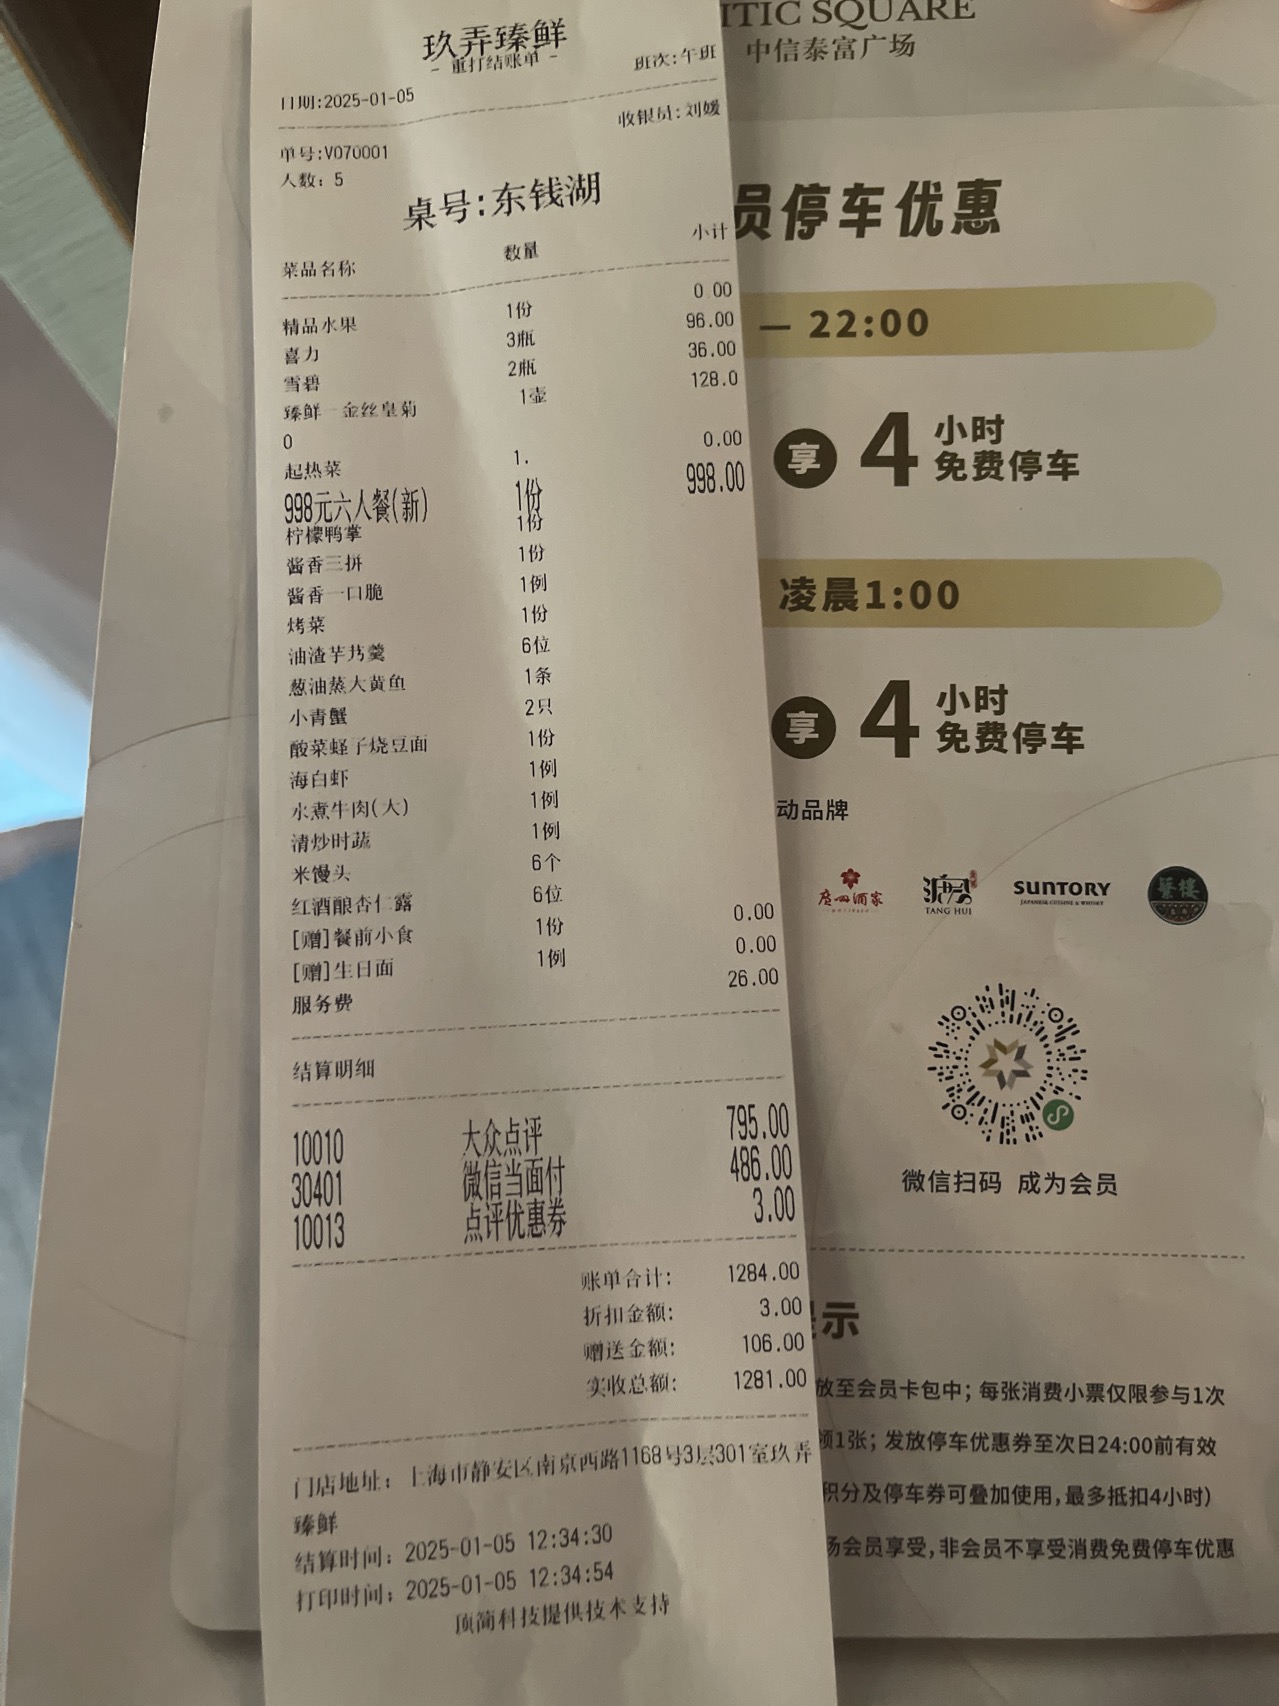 玖弄臻鲜
- 重打结账单 -
日期:2025-01-05 班次:午班
单号:V070001 收银员:刘媛
人数: 5
桌号:东钱湖
菜品名称 数量 小计
精品水果 1份 0.00
喜力 3瓶 96.00
雪碧 2瓶 36.00
臻鲜一金丝皇菊 1壶 128.0
0
起热菜 1. 0.00
998元六人餐(新) 1份 998.00
柠檬鸭掌 1份
酱香三拼 1份
酱香一口脆 1例
烤菜 1份
油渣芋艿羹 6位
葱油蒸大黄鱼 1条
小青蟹 2只
酸菜蛏子烧豆面 1份
海白虾 1例
水煮牛肉(大) 1例
清炒时蔬 1例
米馒头 6个
红酒酿杏仁露 6位
[赠]餐前小食 1份 0.00
[赠]生日面 1例 0.00
服务费 26.00
结算明细
10010 大众点评 795.00
30401 微信当面付 486.00
10013 点评优惠券 3.00
账单合计: 1284.00
折扣金额: 3.00
赠送金额: 106.00
实收总额: 1281.00
门店地址: 上海市静安区南京西路1168号3层301室玖弄
臻鲜
结算时间: 2025-01-05 12:34:30
打印时间: 2025-01-05 12:34:54
顶简科技提供技术支持
ITIC SQUARE
中信泰富广场
员停车优惠
— 22:00
享 4 小时
免费停车
凌晨1:00
享 4 小时
免费停车
动品牌
廣州酒家
TANG HUI
SUNTORY
JAPANESE CUISINE & WHISKY
微信扫码 成为会员
示
放至会员卡包中; 每张消费小票仅限参与1次
领1张; 发放停车优惠券至次日24:00前有效
积分及停车券可叠加使用,最多抵扣4小时)
场会员享受,非会员不享受消费免费停车优惠